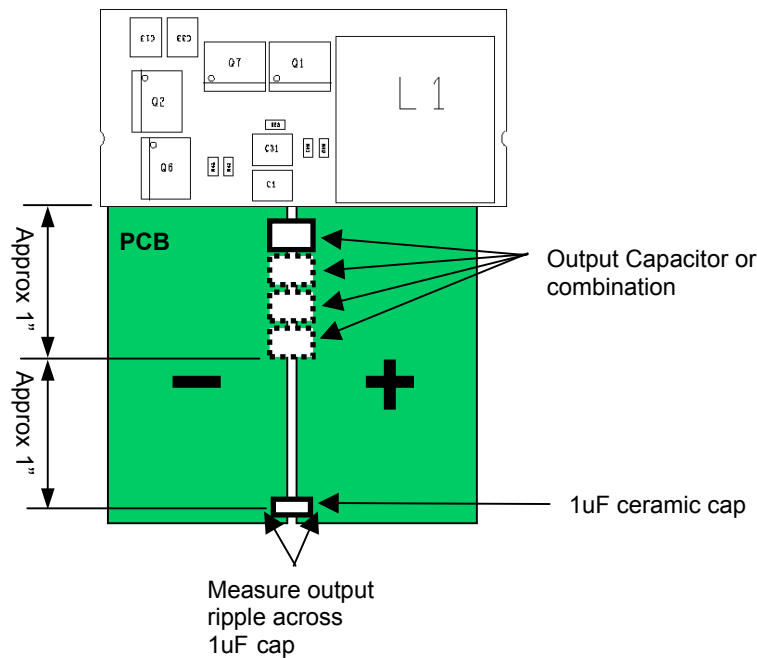 C13
C33
Q7
Q1
L1
Q2
Q6
C31
C1
R42
PCB
Approx 1"
Output Capacitor or
combination
− +
Approx 1"
1uF ceramic cap
Measure output
ripple across
1uF cap